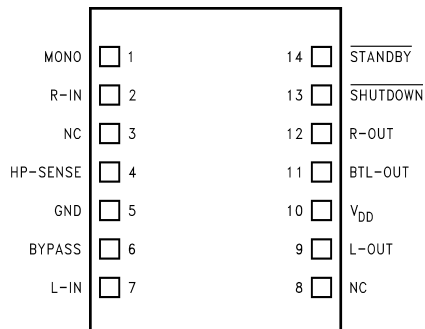 MONO 1 14 STANDBY
R-IN 2 13 SHUTDOWN
NC 3 12 R-OUT
HP-SENSE 4 11 BTL-OUT
GND 5 10 VDD
BYPASS 6 9 L-OUT
L-IN 7 8 NC